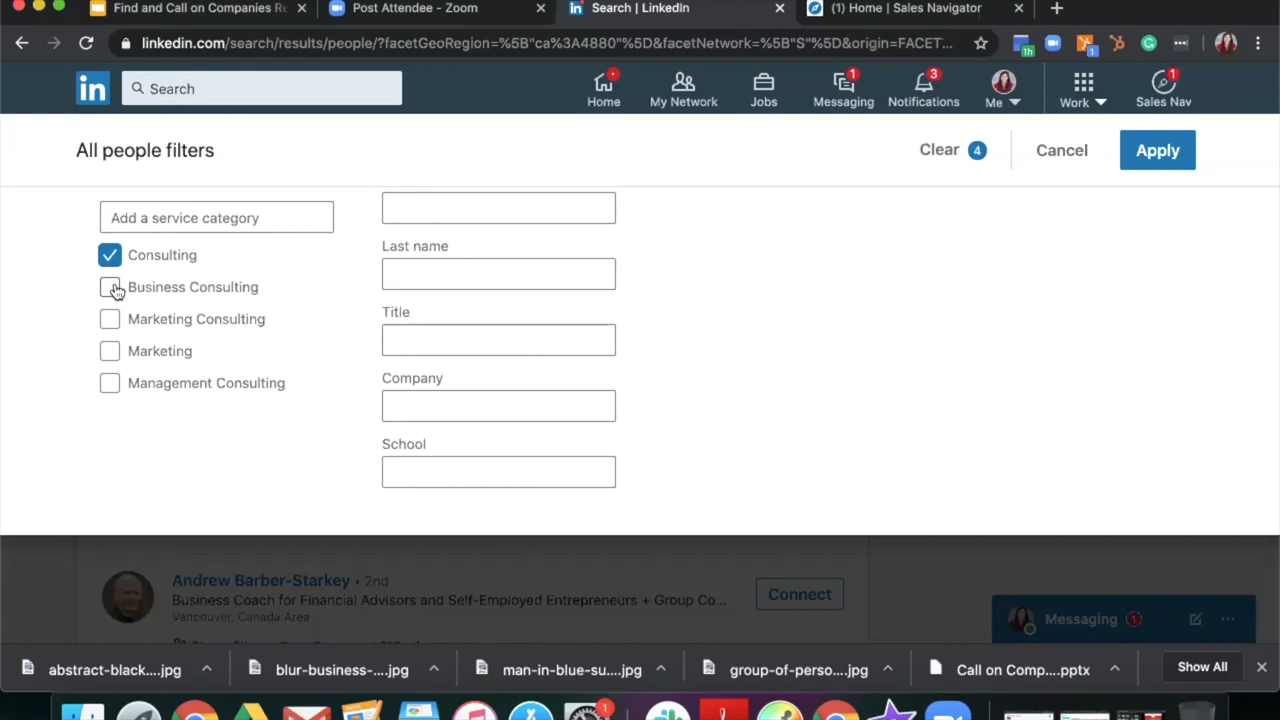 Find and Call on Companies Re
Post Attendee - Zoom
in Search | LinkedIn
(1) Home | Sales Navigator
linkedin.com/search/results/people/?facetGeoRegion=%5B"ca%3A4880"%5D&facetNetwork=%5B"S"%5D&origin=FACET...
1h
1
in
Search
Home
My Network
Jobs
1
Messaging
3
Notifications
Me
Work
1
Sales Nav
All people filters
Clear 4
Cancel
Apply
Add a service category
Consulting
Business Consulting
Marketing Consulting
Marketing
Management Consulting
Last name
Title
Company
School
Andrew Barber-Starkey • 2nd
Business Coach for Financial Advisors and Self-Employed Entrepreneurs + Group Co...
Vancouver, Canada Area
Connect
Messaging 1
abstract-black....jpg
blur-business-....jpg
man-in-blue-su....jpg
group-of-perso....jpg
Call on Comp....pptx
Show All
1